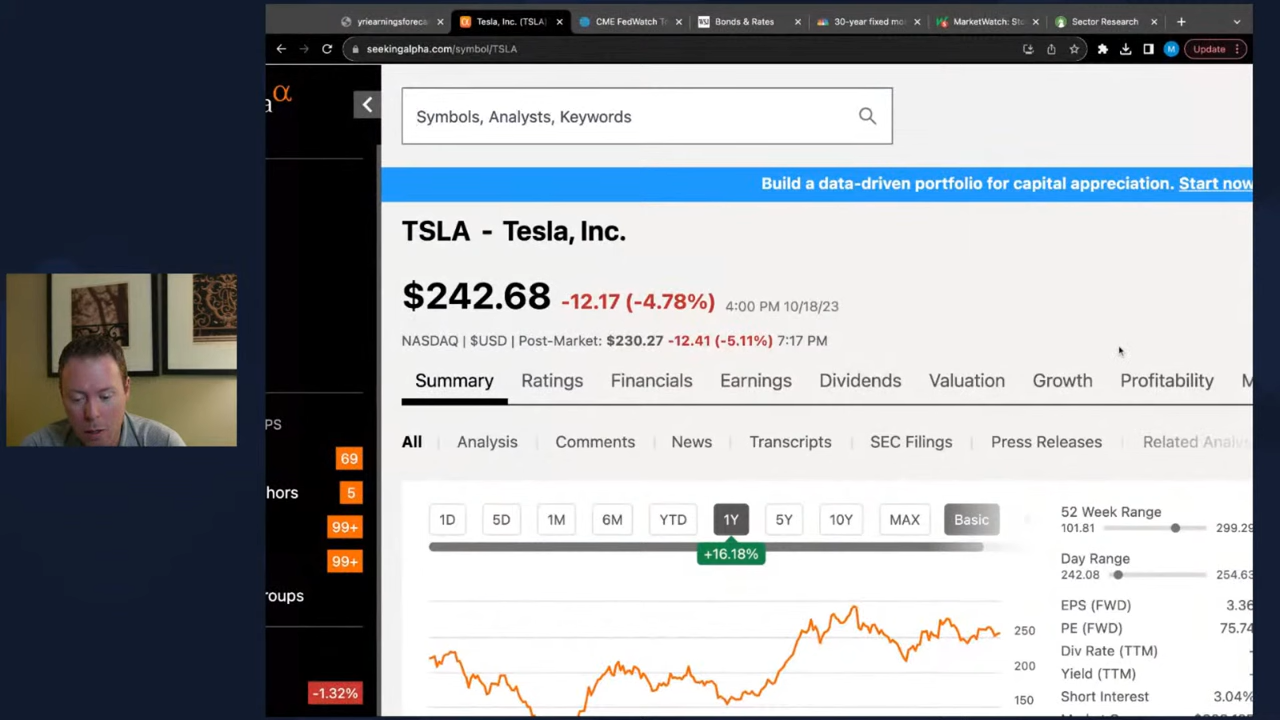 yriearningsforeca
Tesla, Inc. (TSLA)
CME FedWatch T
Bonds & Rates
30-year fixed mo
MarketWatch: Sto
Sector Research
seekingalpha.com/symbol/TSLA
M
Update
a α
Symbols, Analysts, Keywords
Build a data-driven portfolio for capital appreciation. Start now
TSLA - Tesla, Inc.
$242.68 -12.17 (-4.78%) 4:00 PM 10/18/23
NASDAQ | $USD | Post-Market: $230.27 -12.41 (-5.11%) 7:17 PM
Summary Ratings Financials Earnings Dividends Valuation Growth Profitability M
All Analysis Comments News Transcripts SEC Filings Press Releases Related Analys
PS
69
hors 5
99+
99+
roups
-1.32%
1D 5D 1M 6M YTD 1Y 5Y 10Y MAX Basic
+16.18%
250
200
150
52 Week Range
101.81 299.29
Day Range
242.08 254.63
EPS (FWD) 3.36
PE (FWD) 75.74
Div Rate (TTM) -
Yield (TTM) -
Short Interest 3.04%